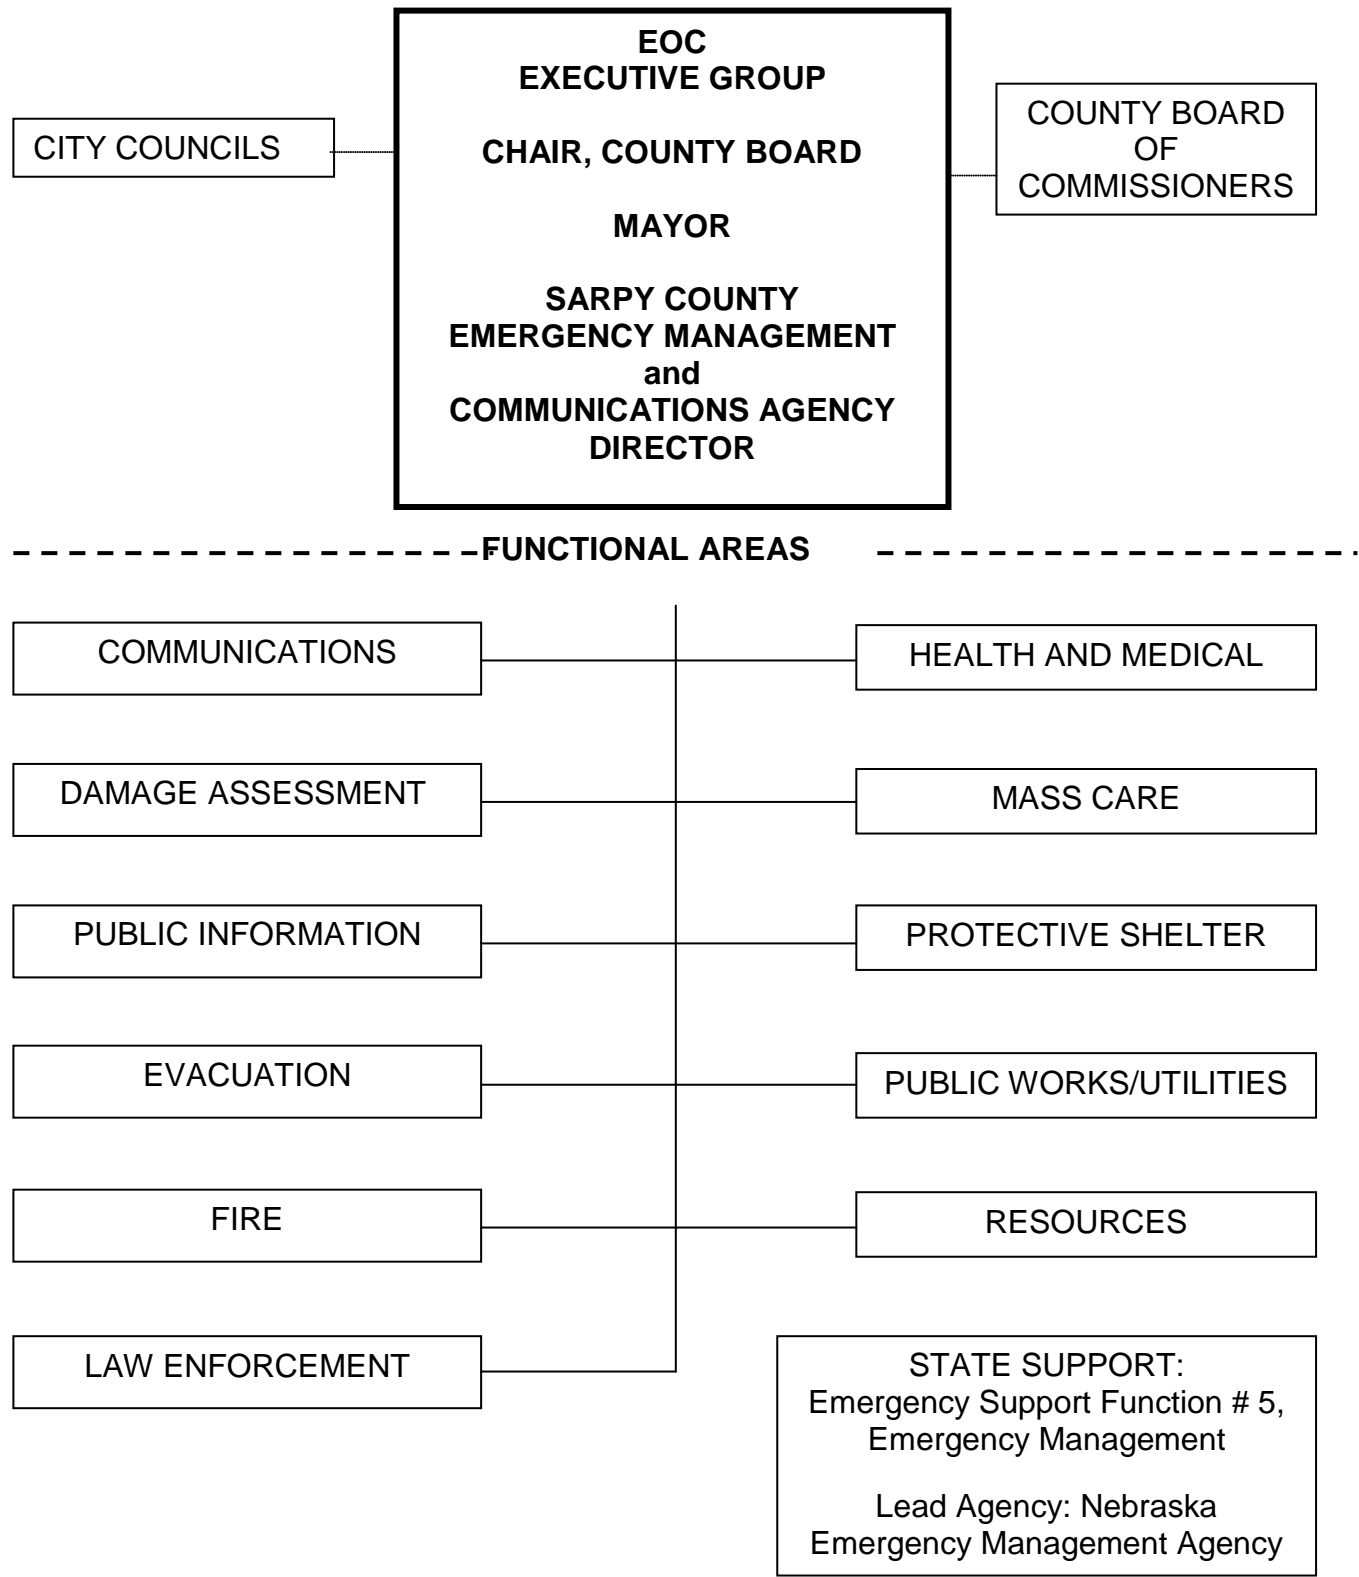 EOC
EXECUTIVE GROUP
CHAIR, COUNTY BOARD
MAYOR
SARPY COUNTY
EMERGENCY MANAGEMENT
and
COMMUNICATIONS AGENCY
DIRECTOR
CITY COUNCILS
COUNTY BOARD
OF
COMMISSIONERS
FUNCTIONAL AREAS
COMMUNICATIONS
HEALTH AND MEDICAL
DAMAGE ASSESSMENT
MASS CARE
PUBLIC INFORMATION
PROTECTIVE SHELTER
EVACUATION
PUBLIC WORKS/UTILITIES
FIRE
RESOURCES
LAW ENFORCEMENT
STATE SUPPORT:
Emergency Support Function # 5,
Emergency Management
Lead Agency: Nebraska
Emergency Management Agency